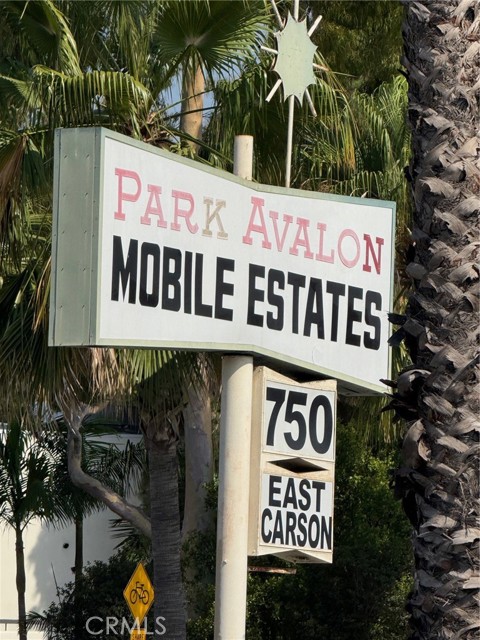 PARK AVALON
MOBILE ESTATES
750
EAST
CARSON
CRMLS